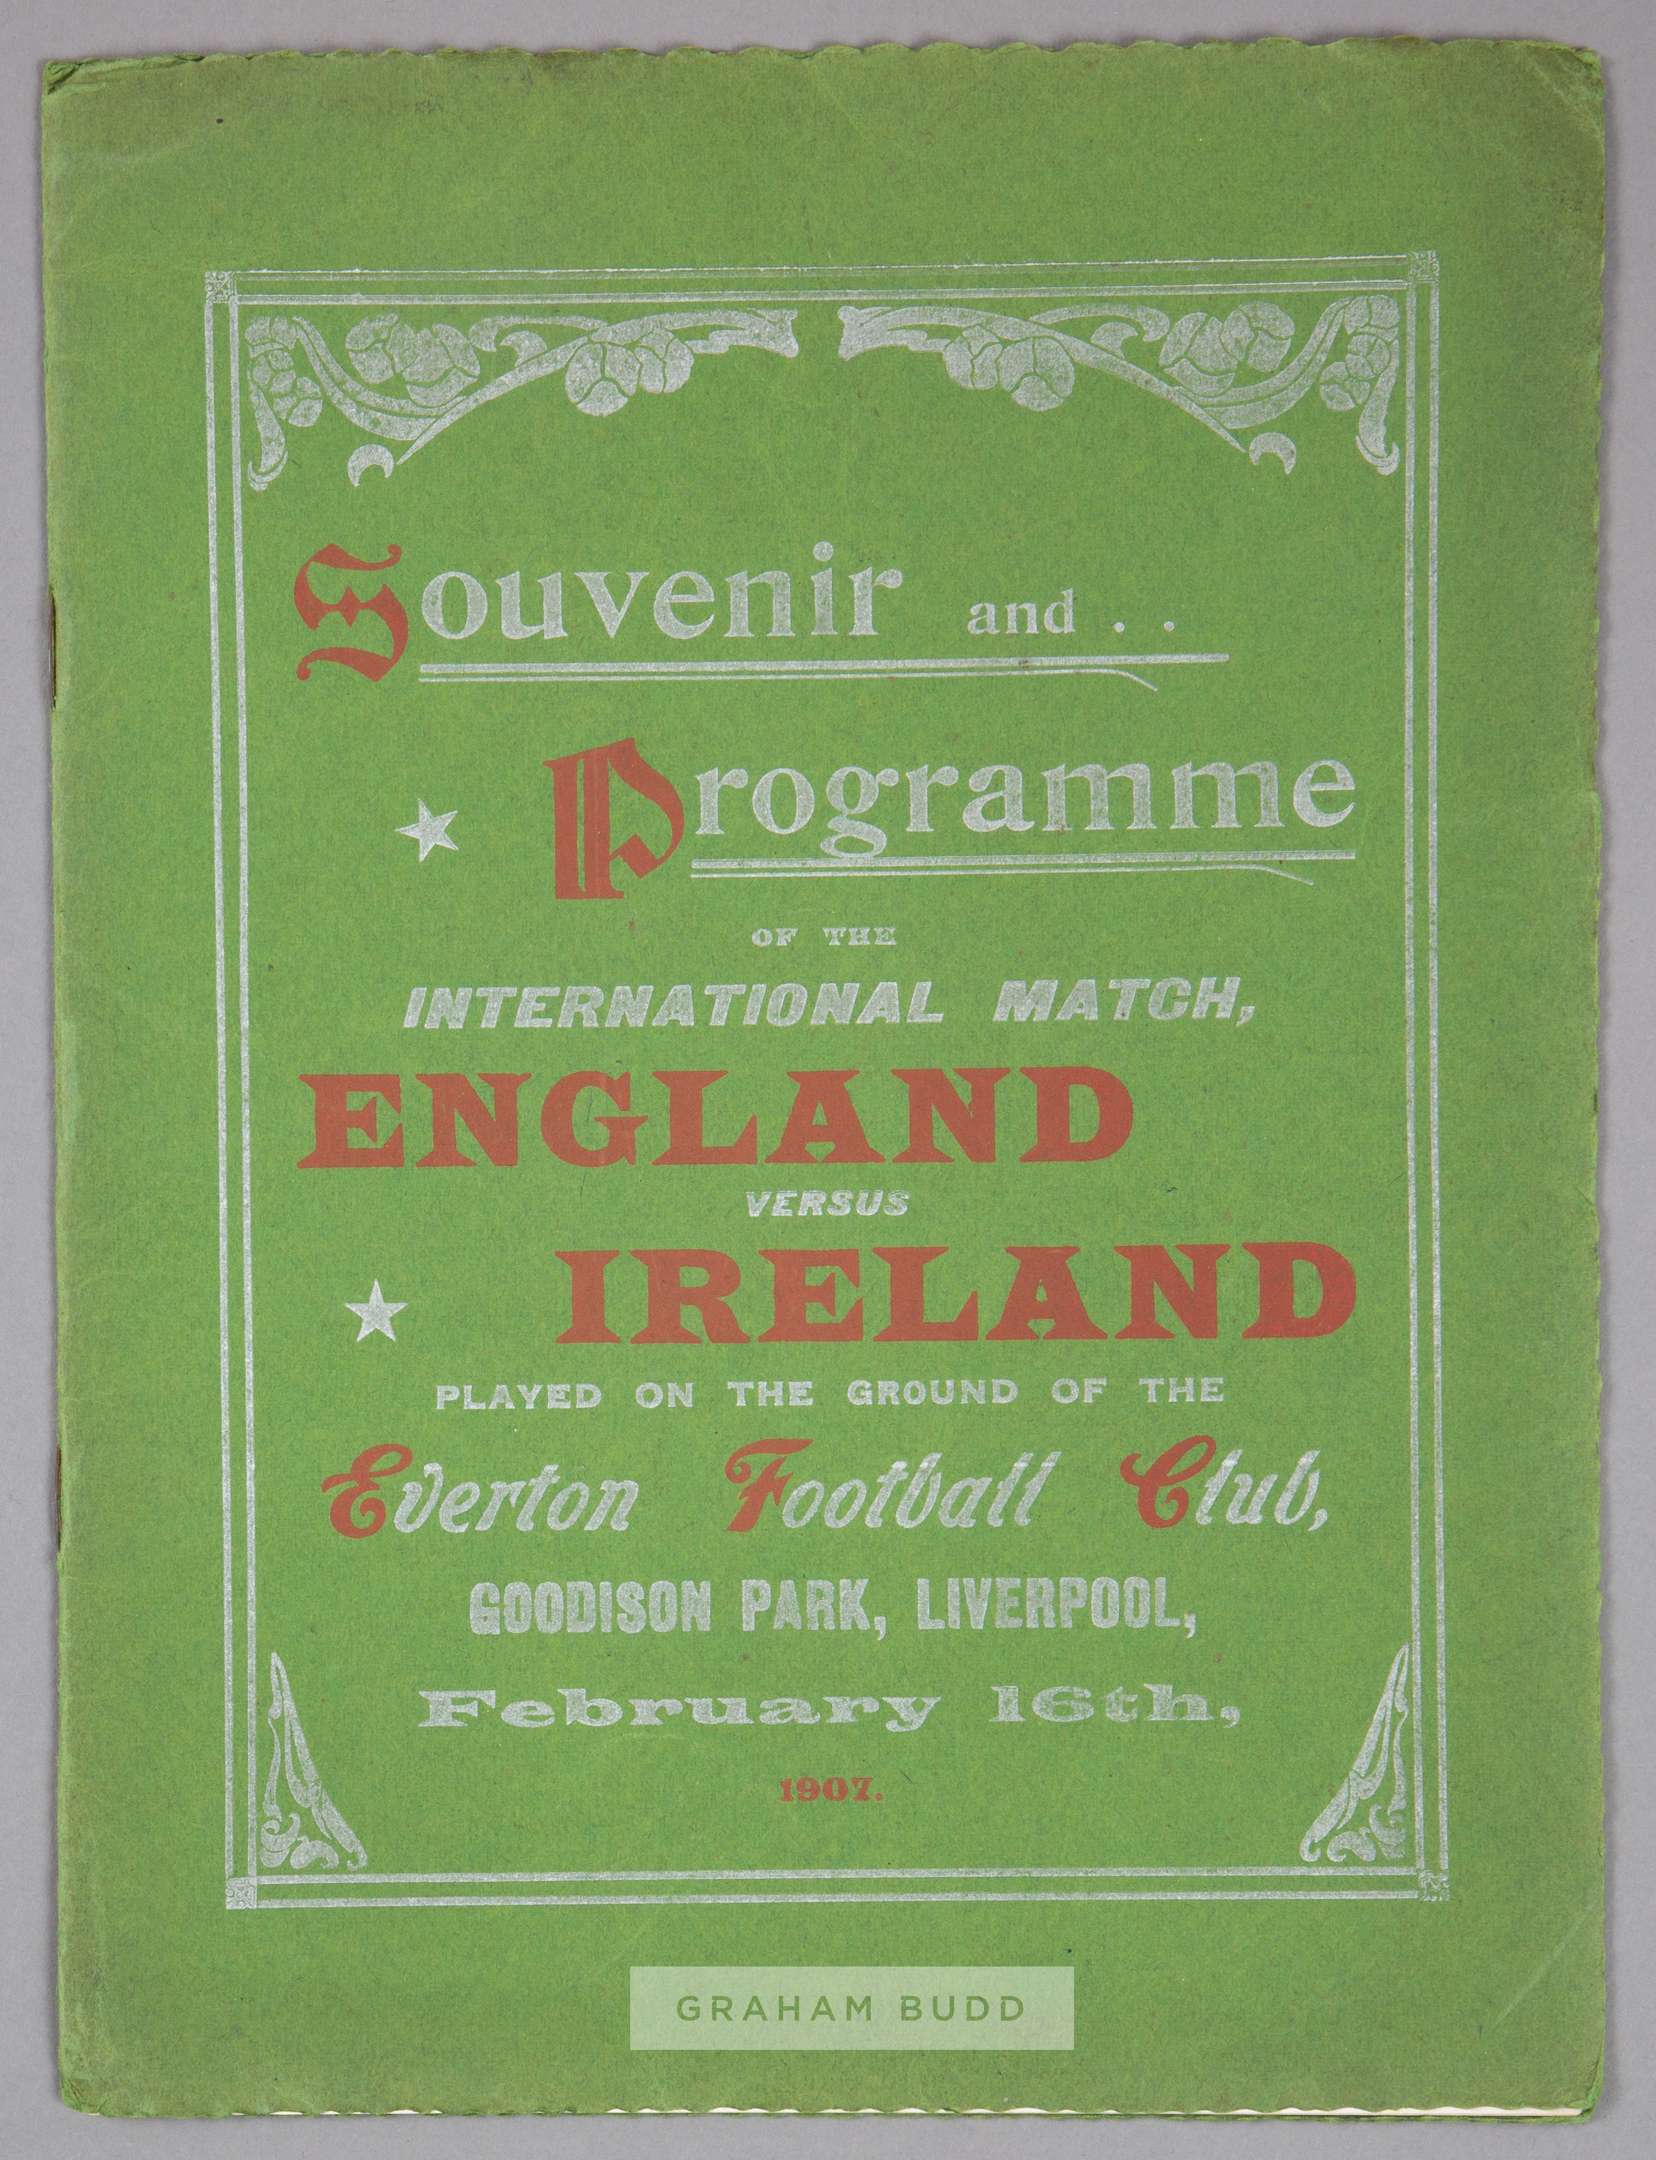 Souvenir and . .
Programme
OF THE
INTERNATIONAL MATCH,
ENGLAND
VERSUS
IRELAND
PLAYED ON THE GROUND OF THE
Everton Football Club,
GOODISON PARK, LIVERPOOL,
February 16th,
1907.
GRAHAM BUDD